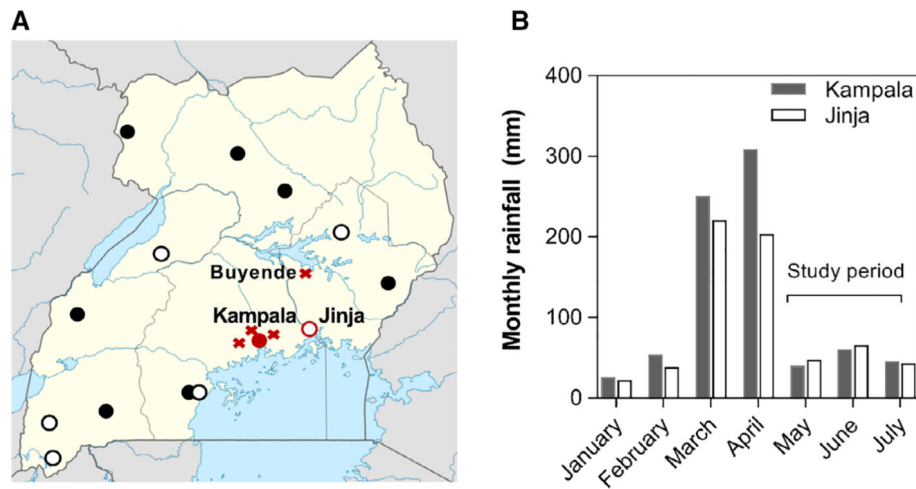 A
Buyende
Kampala
Jinja
B
Monthly rainfall (mm)
400
300
200
100
0
Kampala
Jinja
Study period
January
February
March
April
May
June
July